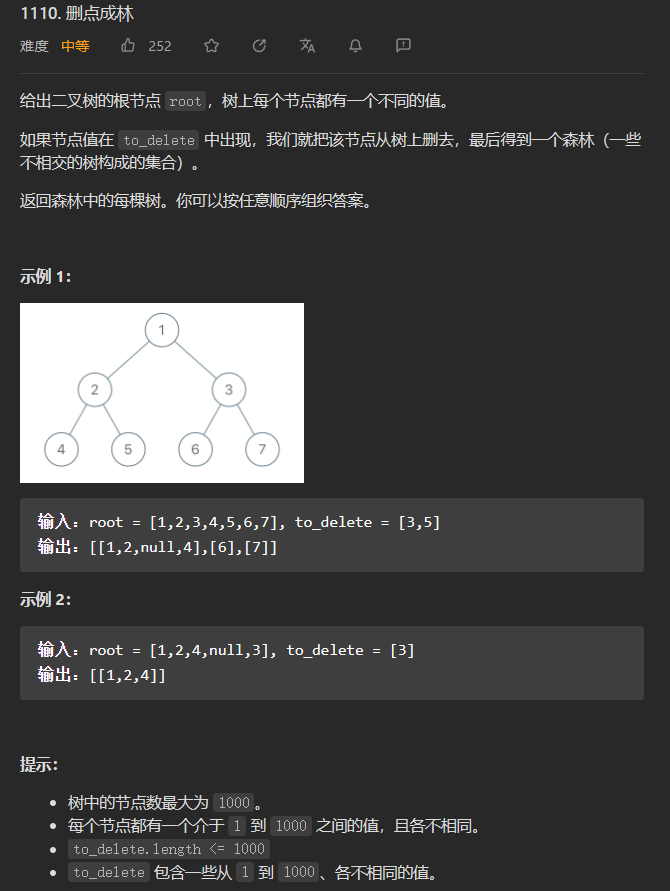 1110. 删点成林
难度 中等 252
给出二叉树的根节点 root，树上每个节点都有一个不同的值。
如果节点值在 to_delete 中出现，我们就把该节点从树上删去，最后得到一个森林（一些
不相交的树构成的集合）。
返回森林中的每棵树。你可以按任意顺序组织答案。
示例 1：
1
2 3
4 5 6 7
输入：root = [1,2,3,4,5,6,7], to_delete = [3,5]
输出：[[1,2,null,4],[6],[7]]
示例 2：
输入：root = [1,2,4,null,3], to_delete = [3]
输出：[[1,2,4]]
提示：
树中的节点数最大为 1000。
每个节点都有一个介于 1 到 1000 之间的值，且各不相同。
to_delete.length <= 1000
to_delete 包含一些从 1 到 1000、各不相同的值。